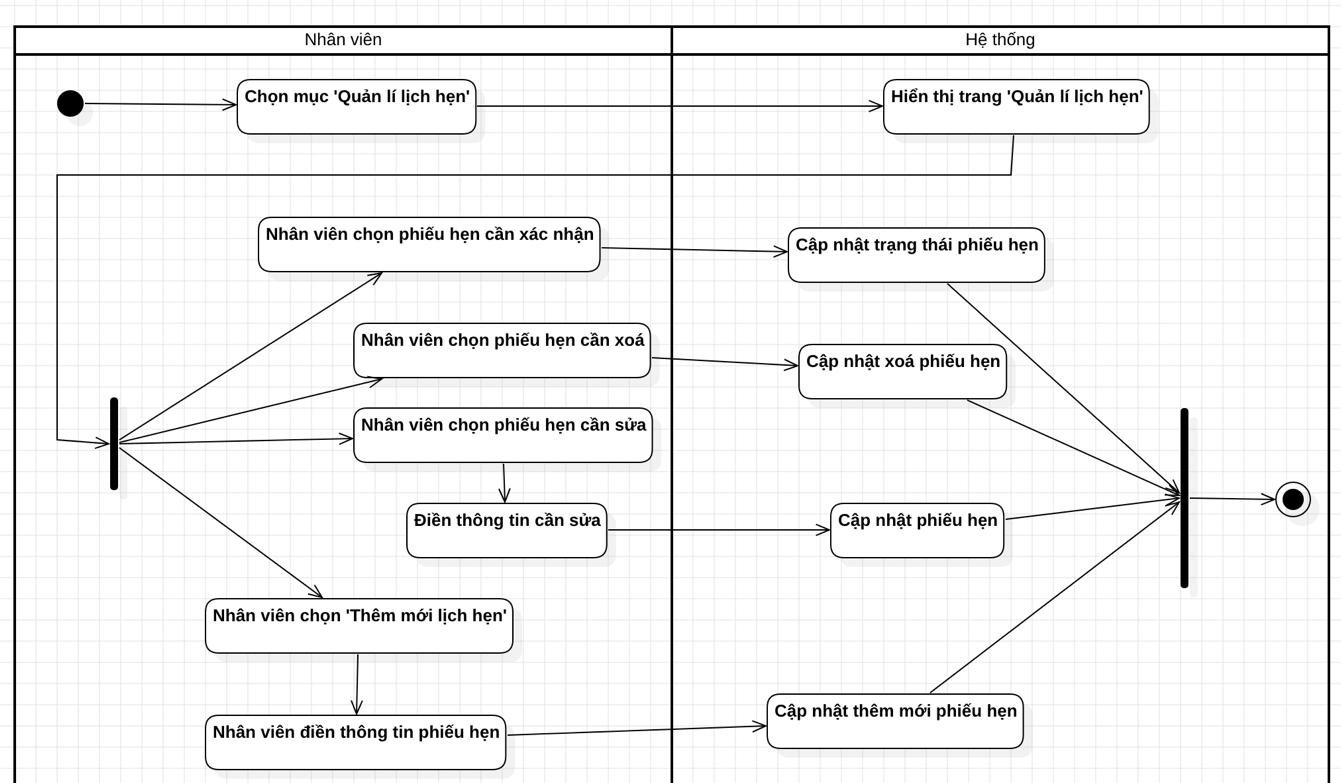 Nhân viên
Hệ thống
Chọn mục 'Quản lí lịch hẹn'
Hiển thị trang 'Quản lí lịch hẹn'
Nhân viên chọn phiếu hẹn cần xác nhận
Cập nhật trạng thái phiếu hẹn
Nhân viên chọn phiếu hẹn cần xoá
Cập nhật xoá phiếu hẹn
Nhân viên chọn phiếu hẹn cần sửa
Điền thông tin cần sửa
Cập nhật phiếu hẹn
Nhân viên chọn 'Thêm mới lịch hẹn'
Nhân viên điền thông tin phiếu hẹn
Cập nhật thêm mới phiếu hẹn